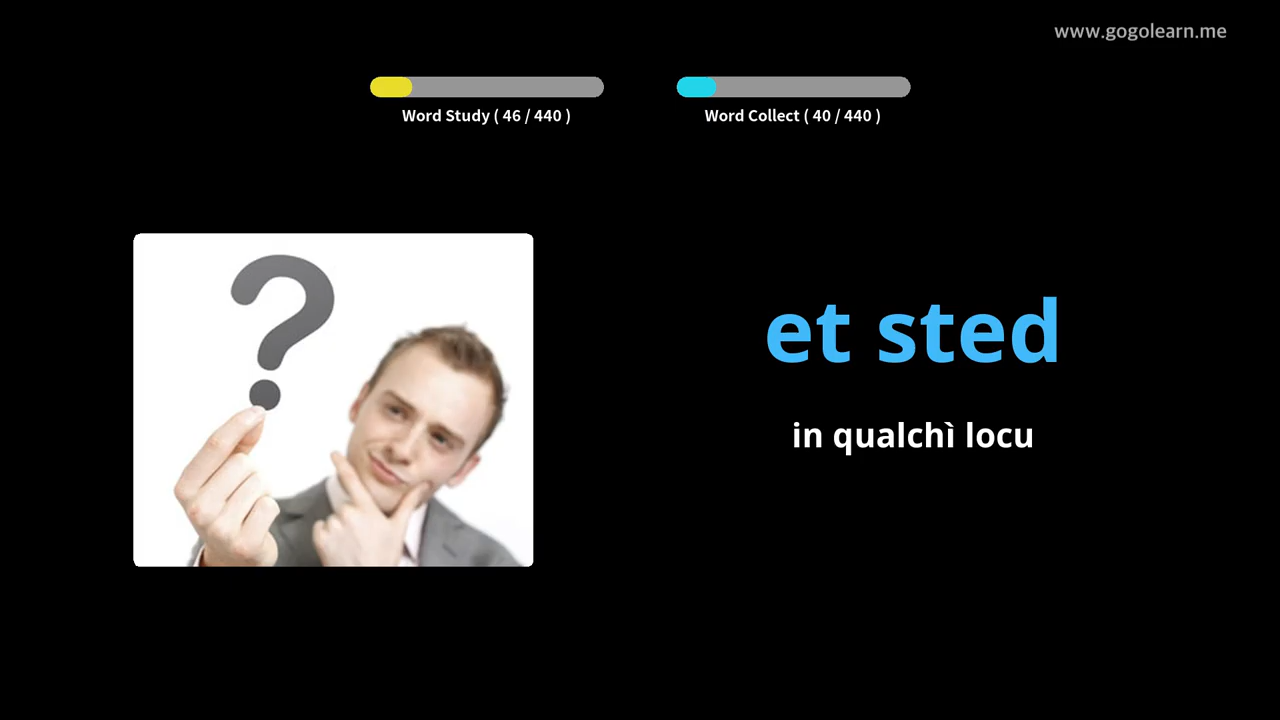 www.gogolearn.me
Word Study ( 46 / 440 )
Word Collect ( 40 / 440 )
et sted
in qualchì locu